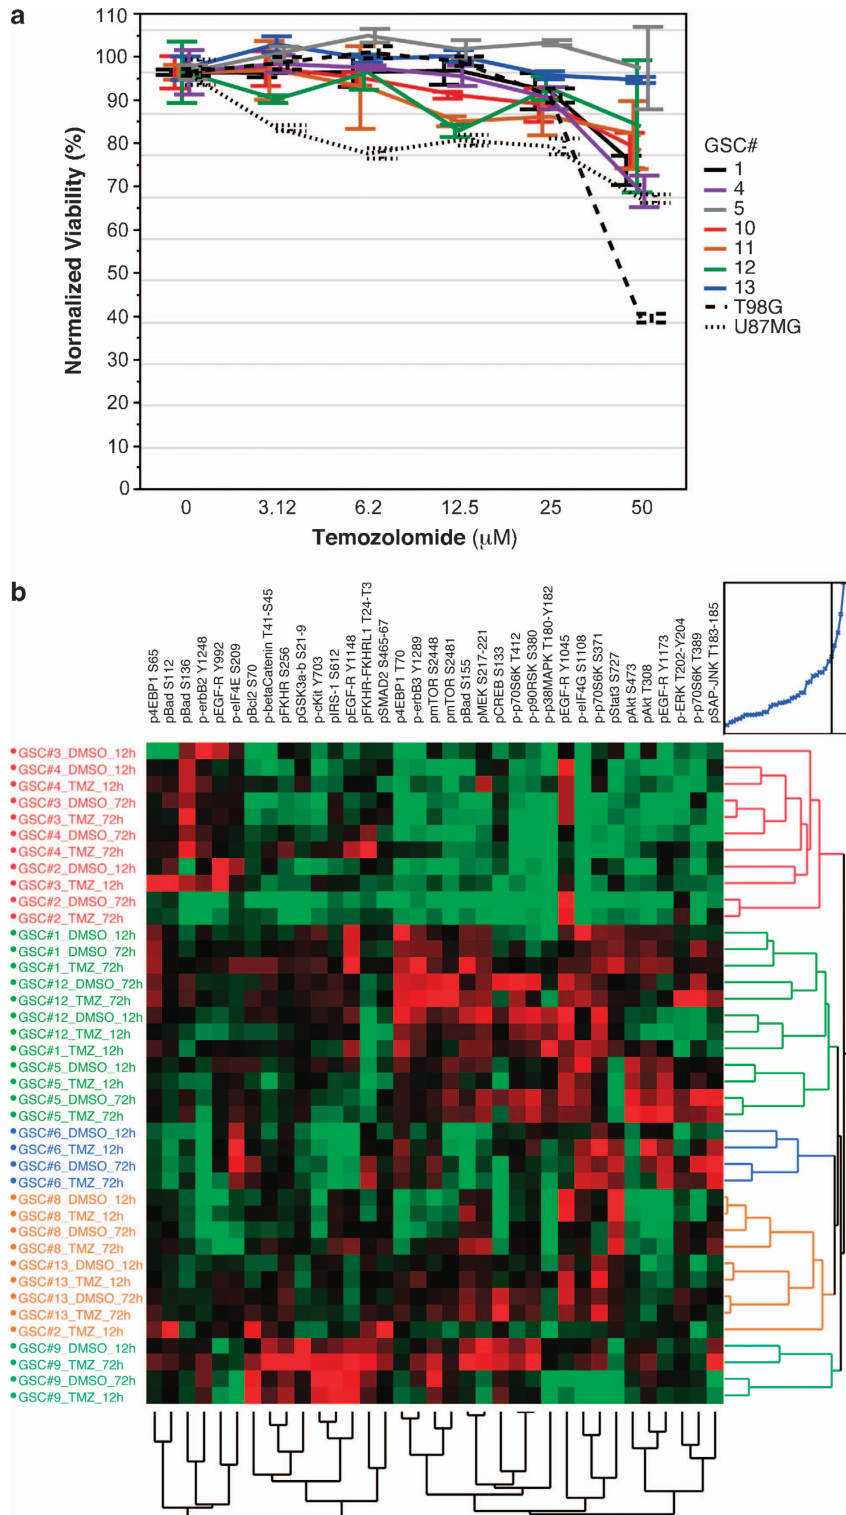 a
110
100
90
80
70
60
50
40
30
20
10
0
Normalized Viability (%)
0 3.12 6.2 12.5 25 50
Temozolomide (μM)
GSC#
1
4
5
10
11
12
13
T98G
U87MG
b
p4EBP1 S65
pBad S112
pBad S136
p-erbB2 Y1248
pEGF-R Y992
p-eIF4E S209
pBcl2 S70
p-betaCatenin T41-S45
pFKHR S256
pGSK3a-b S21-9
p-cKit Y703
pIRS-1 S612
pEGF-R Y1148
pFKHR-FKHRL1 T24-T3
pSMAD2 S465-67
p4EBP1 T70
p-erbB3 Y1289
pmTOR S2448
pmTOR S2481
pBad S155
pMEK S217-221
pCREB S133
p-p70S6K T412
p-p90RSK S380
p-p38MAPK T180-Y182
pEGF-R Y1045
p-eIF4G S1108
p-p70S6K S371
pStat3 S727
pAkt S473
pAkt T308
pEGF-R Y1173
p-ERK T202-Y204
p-p70S6K T389
pSAP-JNK T183-185
GSC#3_DMSO_12h
GSC#4_DMSO_12h
GSC#4_TMZ_12h
GSC#3_DMSO_72h
GSC#3_TMZ_72h
GSC#4_DMSO_72h
GSC#4_TMZ_72h
GSC#2_DMSO_12h
GSC#3_TMZ_12h
GSC#2_DMSO_72h
GSC#2_TMZ_72h
GSC#1_DMSO_12h
GSC#1_DMSO_72h
GSC#1_TMZ_72h
GSC#12_DMSO_72h
GSC#12_TMZ_72h
GSC#12_DMSO_12h
GSC#12_TMZ_12h
GSC#1_TMZ_12h
GSC#5_DMSO_12h
GSC#5_TMZ_12h
GSC#5_DMSO_72h
GSC#5_TMZ_72h
GSC#6_DMSO_12h
GSC#6_TMZ_12h
GSC#6_DMSO_72h
GSC#6_TMZ_72h
GSC#8_DMSO_12h
GSC#8_TMZ_12h
GSC#8_DMSO_72h
GSC#8_TMZ_72h
GSC#13_DMSO_12h
GSC#13_TMZ_12h
GSC#13_DMSO_72h
GSC#13_TMZ_72h
GSC#2_TMZ_12h
GSC#9_DMSO_12h
GSC#9_TMZ_72h
GSC#9_DMSO_72h
GSC#9_TMZ_12h